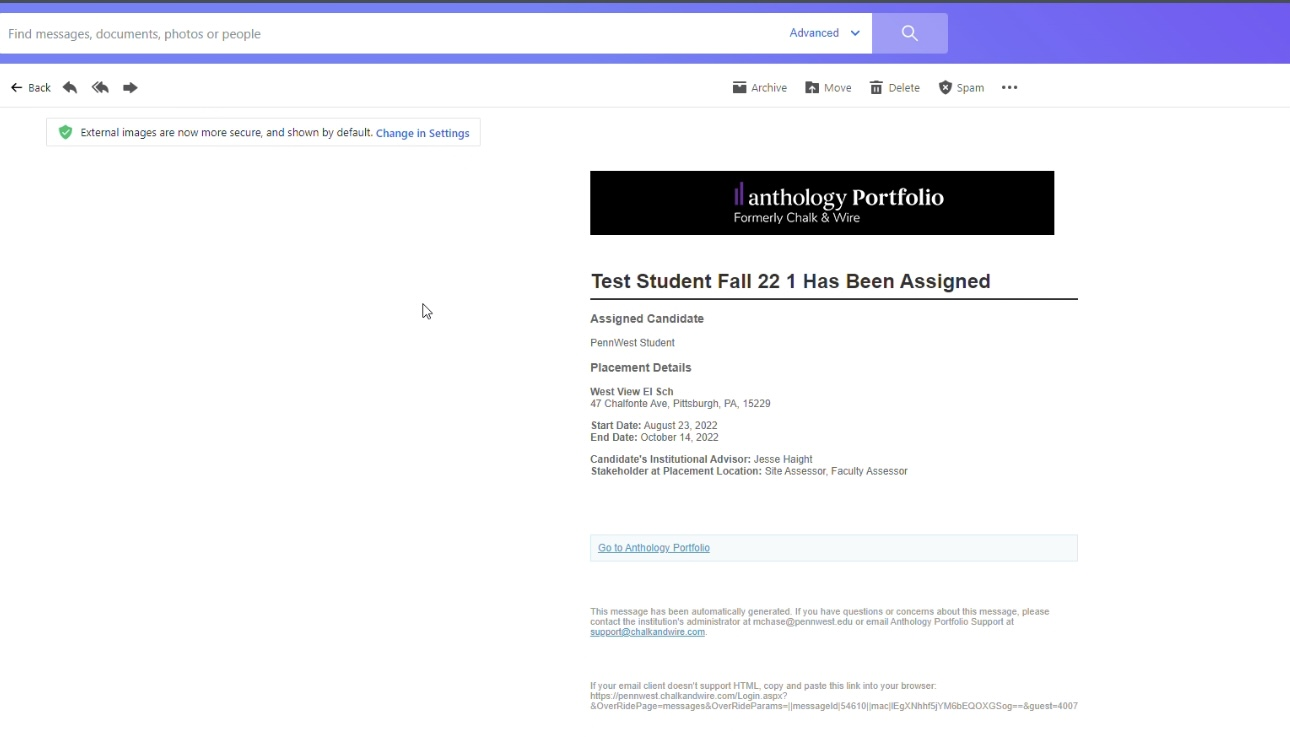 Find messages, documents, photos or people
Advanced
Back
Archive
Move
Delete
Spam
External images are now more secure, and shown by default. Change in Settings
anthology Portfolio
Formerly Chalk & Wire
Test Student Fall 22 1 Has Been Assigned
Assigned Candidate
PennWest Student
Placement Details
West View El Sch
47 Chalfonte Ave, Pittsburgh, PA, 15229
Start Date: August 23, 2022
End Date: October 14, 2022
Candidate's Institutional Advisor: Jesse Haight
Stakeholder at Placement Location: Site Assessor, Faculty Assessor
Go to Anthology Portfolio
This message has been automatically generated. If you have questions or concerns about this message, please
contact the institution's administrator at mchase@pennwest.edu or email Anthology Portfolio Support at
support@chalkandwire.com.
If your email client doesn't support HTML, copy and paste this link into your browser:
https://pennwest.chalkandwire.com/Login.aspx?
&OverRidePage=messages&OverRideParams=||messageId|54610||mac|IEgXNhhf5jYM6bEQOXGSog==&guest=4007